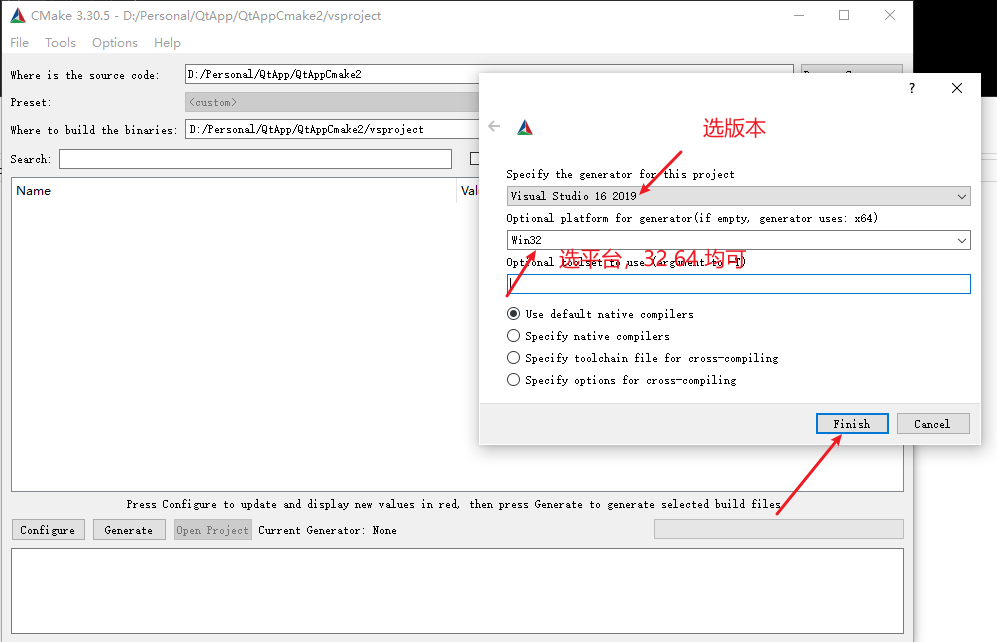 CMake 3.30.5 - D:/Personal/QtApp/QtAppCmake2/vsproject
File Tools Options Help
Where is the source code: D:/Personal/QtApp/QtAppCmake2
Preset: <custom>
Where to build the binaries: D:/Personal/QtApp/QtAppCmake2/vsproject
Search:
Name
?
选版本
Specify the generator for this project
Visual Studio 16 2019
Optional platform for generator(if empty, generator uses: x64)
Win32
选平台，32 64 均可
Optional toolset to use (argument to -T)
Use default native compilers
Specify native compilers
Specify toolchain file for cross-compiling
Specify options for cross-compiling
Finish Cancel
Press Configure to update and display new values in red, then press Generate to generate selected build files.
Configure Generate Open Project Current Generator: None